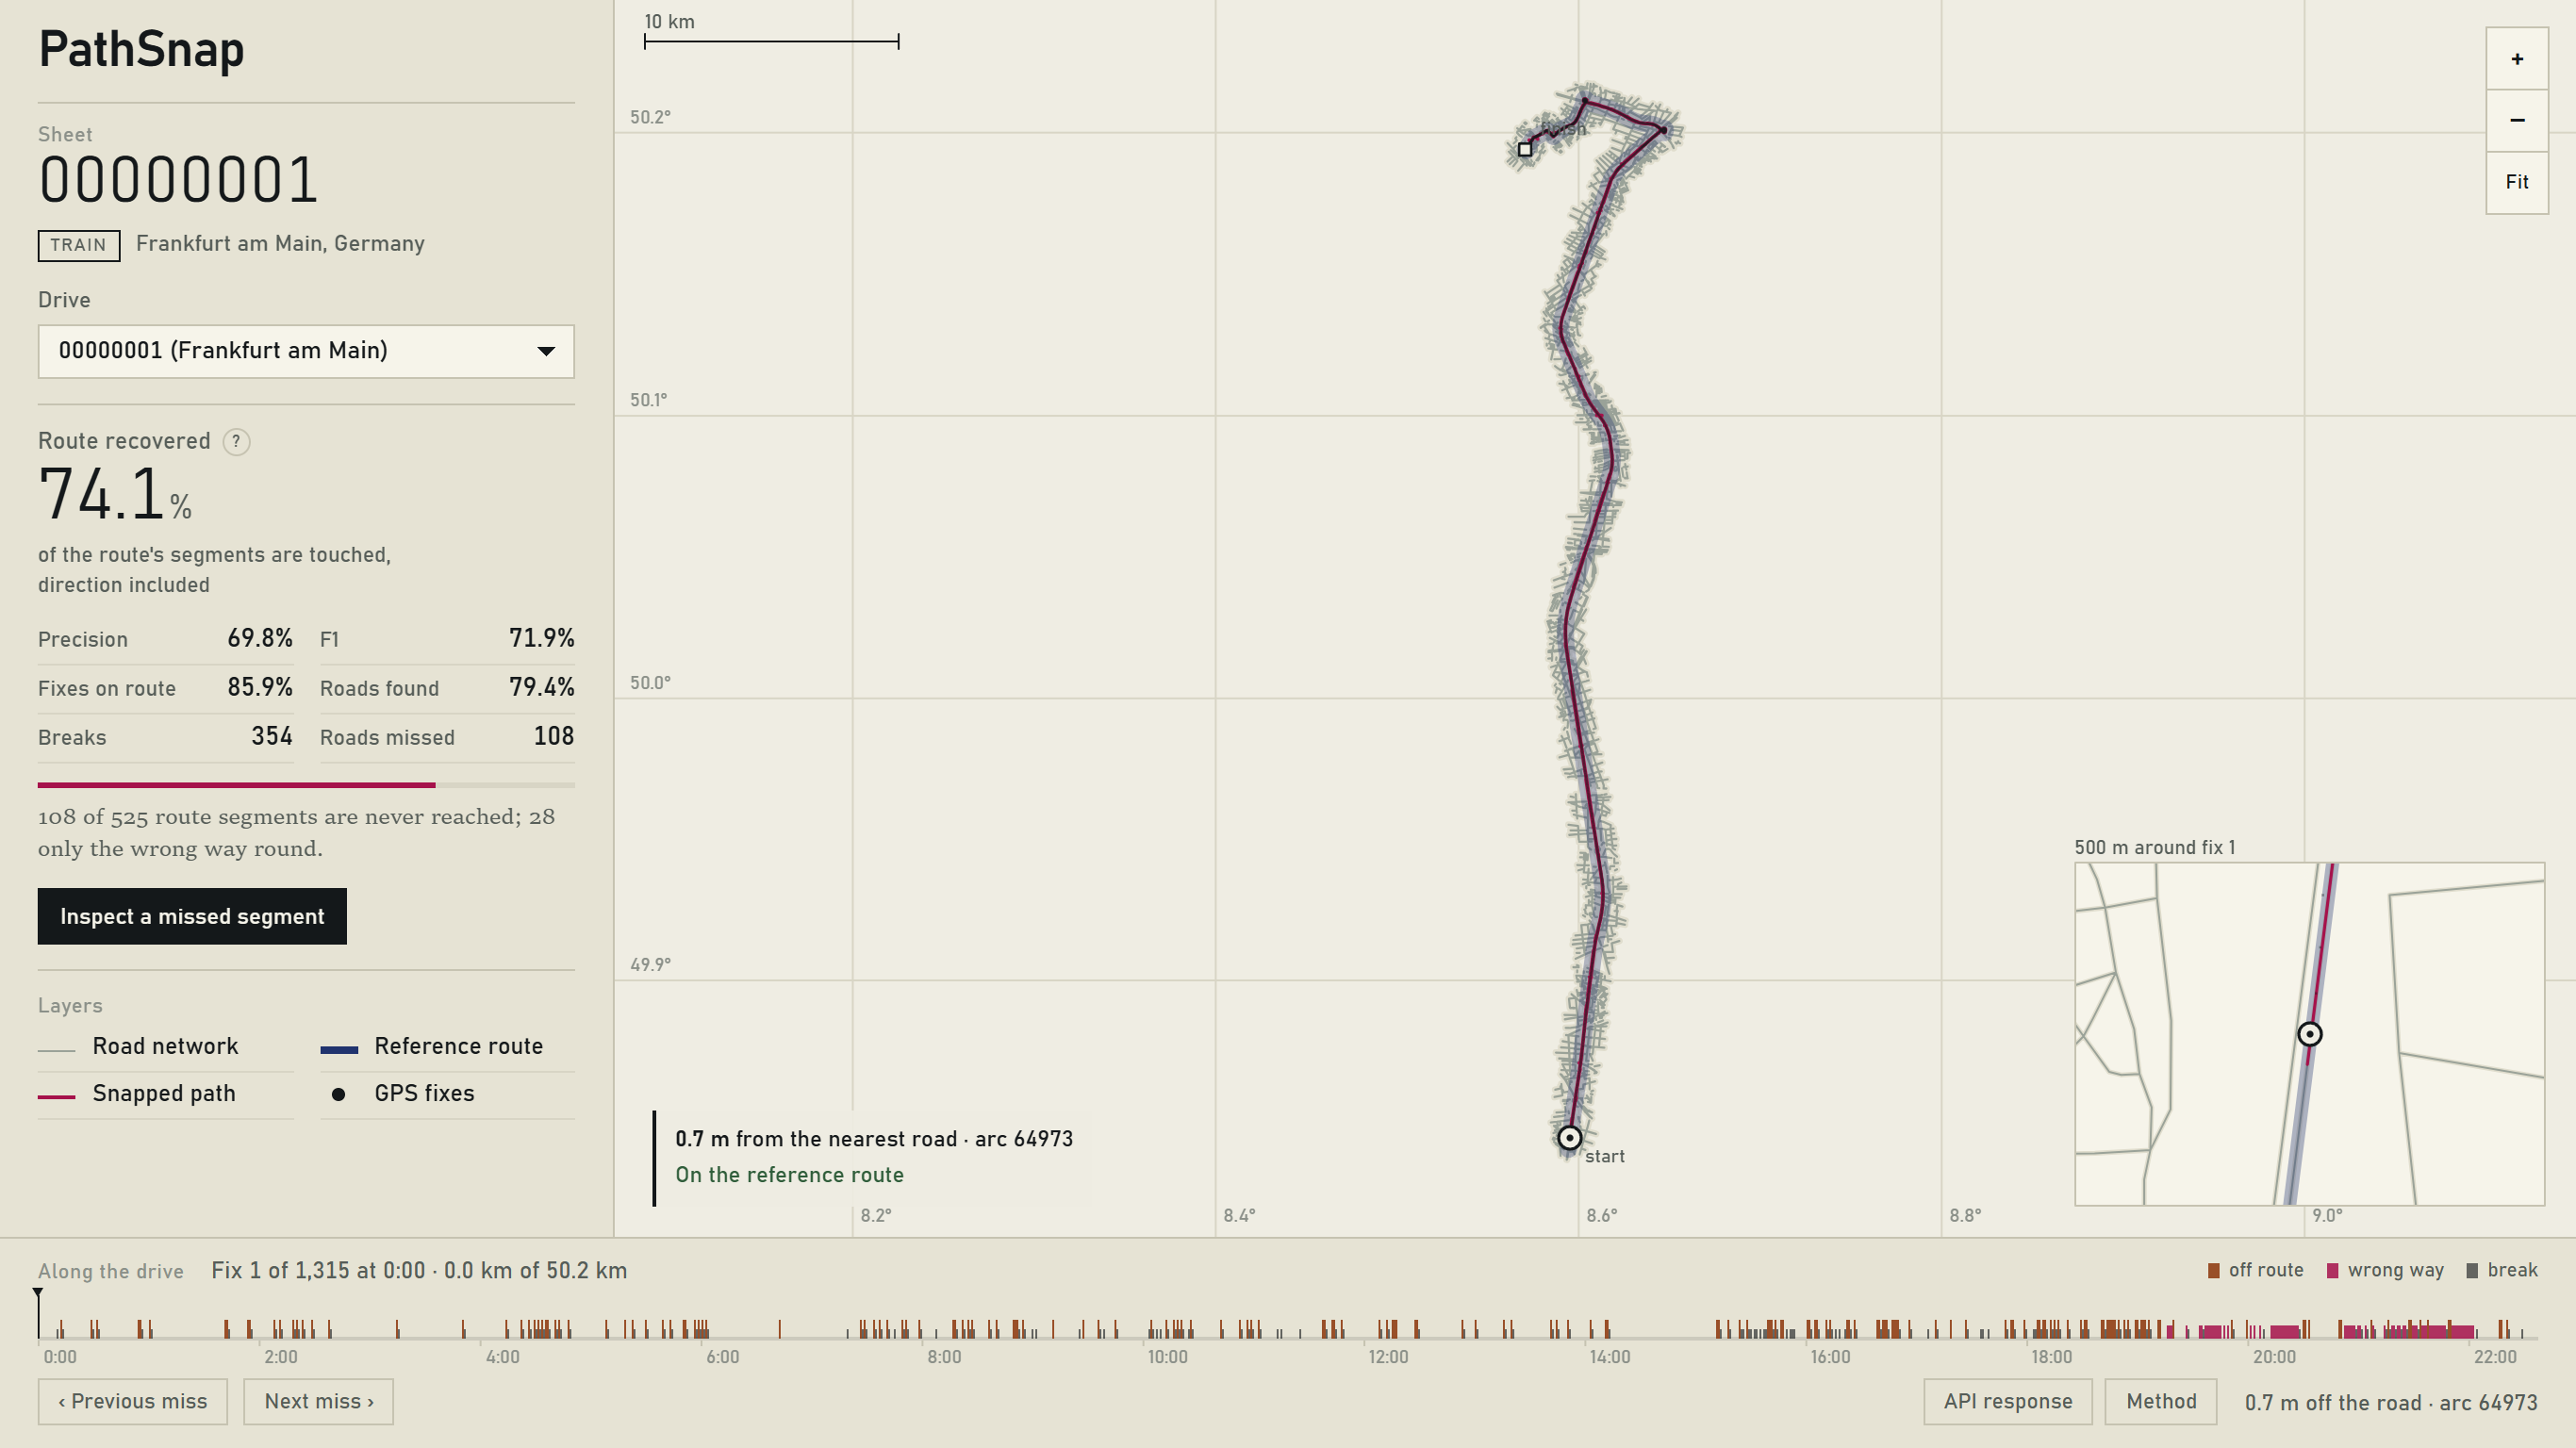 PathSnap
Sheet
00000001
TRAIN Frankfurt am Main, Germany
Drive
00000001 (Frankfurt am Main)
Route recovered ?
74.1 %
of the route's segments are touched,
direction included
Precision 69.8% F1 71.9%
Fixes on route 85.9% Roads found 79.4%
Breaks 354 Roads missed 108
108 of 525 route segments are never reached; 28
only the wrong way round.
Inspect a missed segment
Layers
Road network Reference route
Snapped path GPS fixes
10 km
50.2°
50.1°
50.0°
49.9°
8.2° 8.4° 8.6° 8.8° 9.0°
finish
start
+
−
Fit
500 m around fix 1
0.7 m from the nearest road · arc 64973
On the reference route
Along the drive Fix 1 of 1,315 at 0:00 · 0.0 km of 50.2 km
off route wrong way break
0:00 2:00 4:00 6:00 8:00 10:00 12:00 14:00 16:00 18:00 20:00 22:00
‹ Previous miss Next miss › API response Method 0.7 m off the road · arc 64973